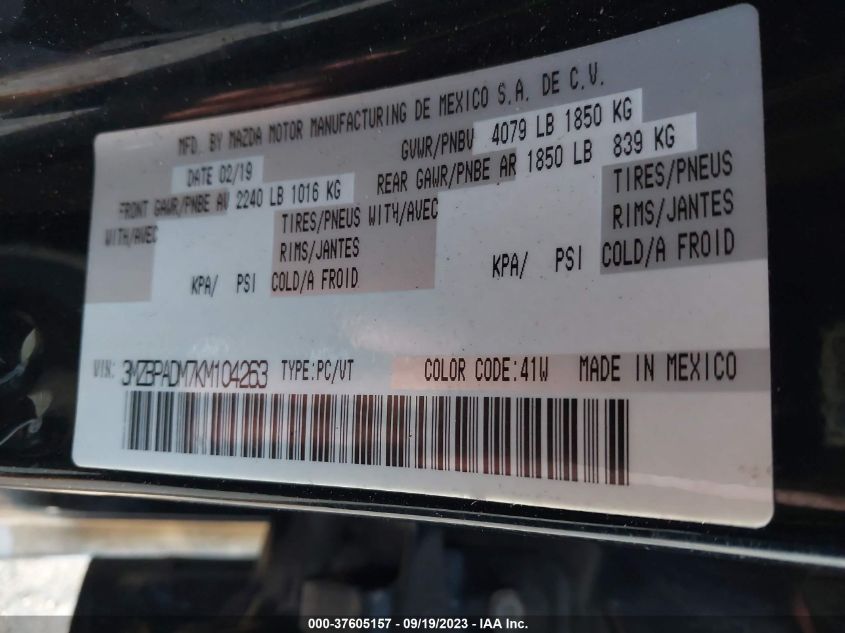 MFD. BY MAZDA MOTOR MANUFACTURING DE MEXICO S.A. DE C.V.
DATE 02/19
GVWR/PNBV 4079 LB 1850 KG
FRONT GAWR/PNBE AV 2240 LB 1016 KG
REAR GAWR/PNBE AR 1850 LB 839 KG
WITH/AVEC
TIRES/PNEUS WITH/AVEC
TIRES/PNEUS
RIMS/JANTES
RIMS/JANTES
KPA/ PSI COLD/A FROID
KPA/ PSI COLD/A FROID
VIN: 3MZBPADM7KM104263 TYPE:PC/VT COLOR CODE:41W MADE IN MEXICO
000-37605157 - 09/19/2023 - IAA Inc.